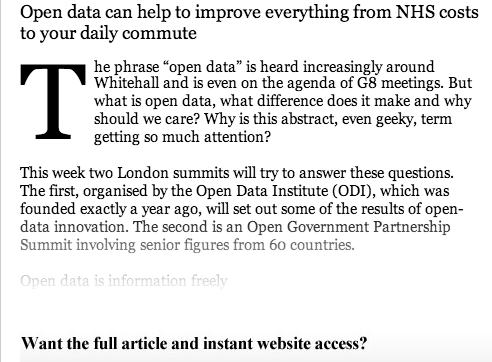 Open data can help to improve everything from NHS costs
to your daily commute
The phrase “open data” is heard increasingly around
Whitehall and is even on the agenda of G8 meetings. But
what is open data, what difference does it make and why
should we care? Why is this abstract, even geeky, term
getting so much attention?
This week two London summits will try to answer these questions.
The first, organised by the Open Data Institute (ODI), which was
founded exactly a year ago, will set out some of the results of open-
data innovation. The second is an Open Government Partnership
Summit involving senior figures from 60 countries.
Open data is information freely
Want the full article and instant website access?